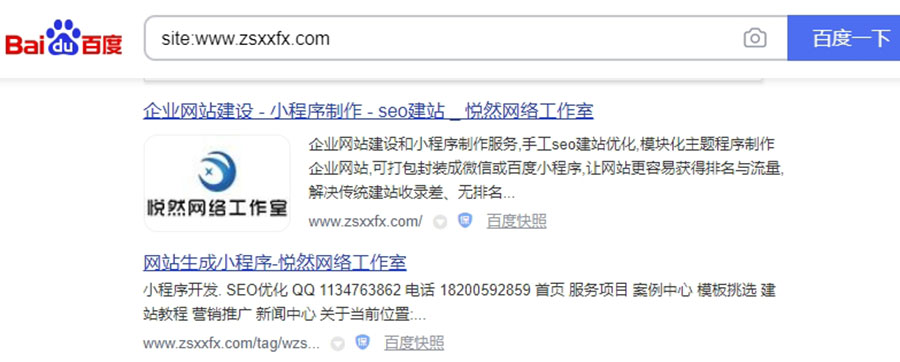 Bai du 百度 site:www.zsxxfx.com 百度一下
企业网站建设 - 小程序制作 - seo建站 _ 悦然网络工作室
企业网站建设和小程序制作服务,手工seo建站优化,模块化主题程序制作
企业网站,可打包封装成微信或百度小程序,让网站更容易获得排名与流量,
解决传统建站收录差、无排名...
悦然网络工作室
www.zsxxfx.com/ 保 百度快照
网站生成小程序-悦然网络工作室
小程序开发. SEO优化 QQ 1134763862 电话 18200592859 首页 服务项目 案例中心 模板挑选 建
站教程 营销推广 新闻中心 关于当前位置:...
www.zsxxfx.com/tag/wzs... 保 百度快照